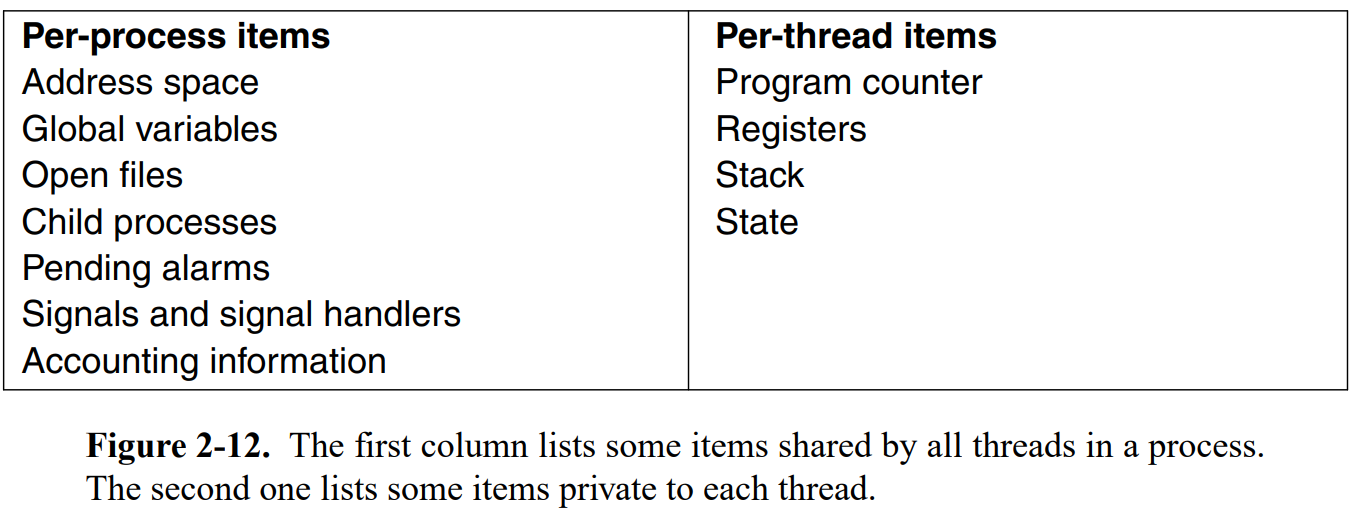 Per-process items
Address space
Global variables
Open files
Child processes
Pending alarms
Signals and signal handlers
Accounting information
Per-thread items
Program counter
Registers
Stack
State
Figure 2-12. The first column lists some items shared by all threads in a process.
The second one lists some items private to each thread.